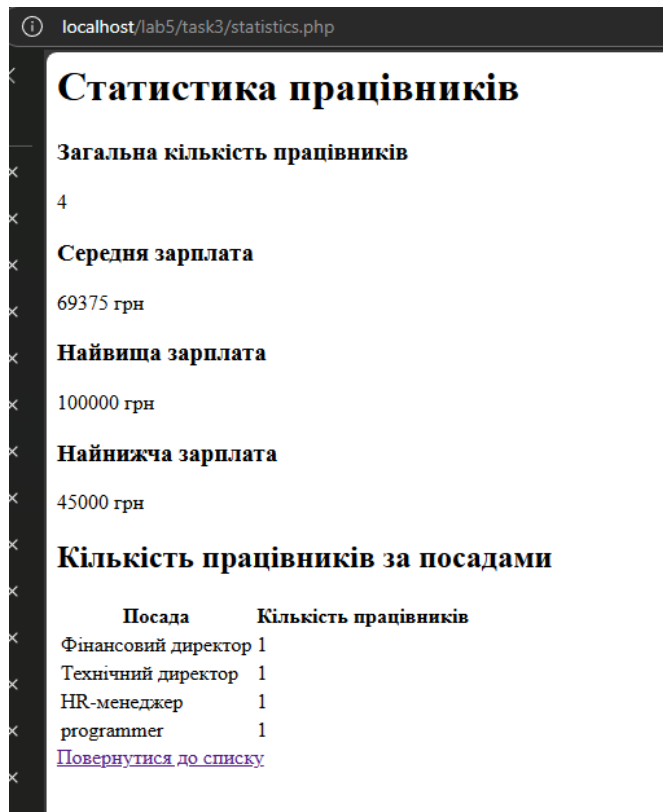 localhost/lab5/task3/statistics.php
Статистика працівників
Загальна кількість працівників
4
Середня зарплата
69375 грн
Найвища зарплата
100000 грн
Найнижча зарплата
45000 грн
Кількість працівників за посадами
Посада Кількість працівників
Фінансовий директор 1
Технічний директор 1
HR-менеджер 1
programmer 1
Повернутися до списку